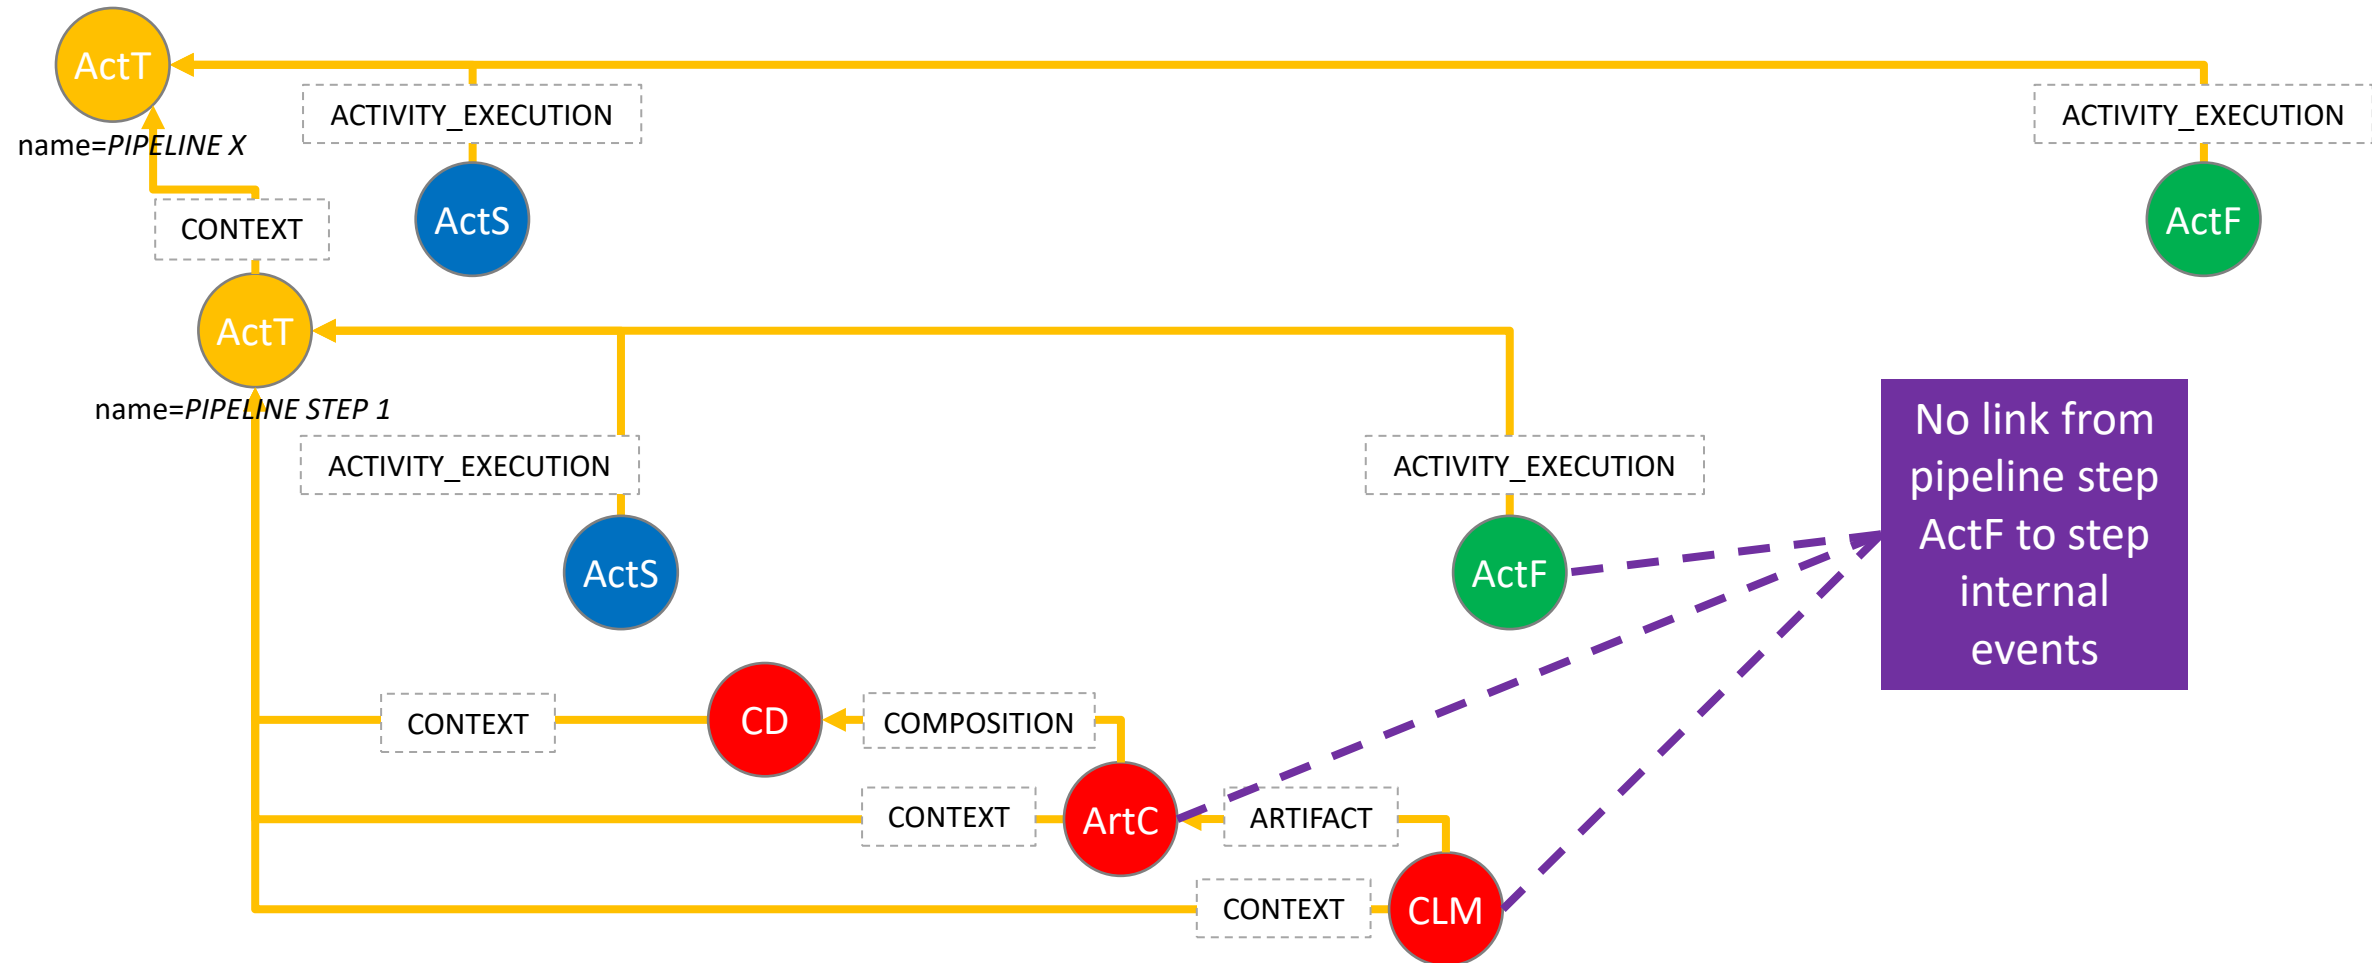 ActT
ACTIVITY_EXECUTION
ACTIVITY_EXECUTION
name=PIPELINE X
ActS
ActF
CONTEXT
ActT
name=PIPELINE STEP 1
ACTIVITY_EXECUTION
ACTIVITY_EXECUTION
ActS
ActF
No link from
pipeline step
ActF to step
internal
events
CONTEXT
CD
COMPOSITION
CONTEXT
ArtC
ARTIFACT
CONTEXT
CLM